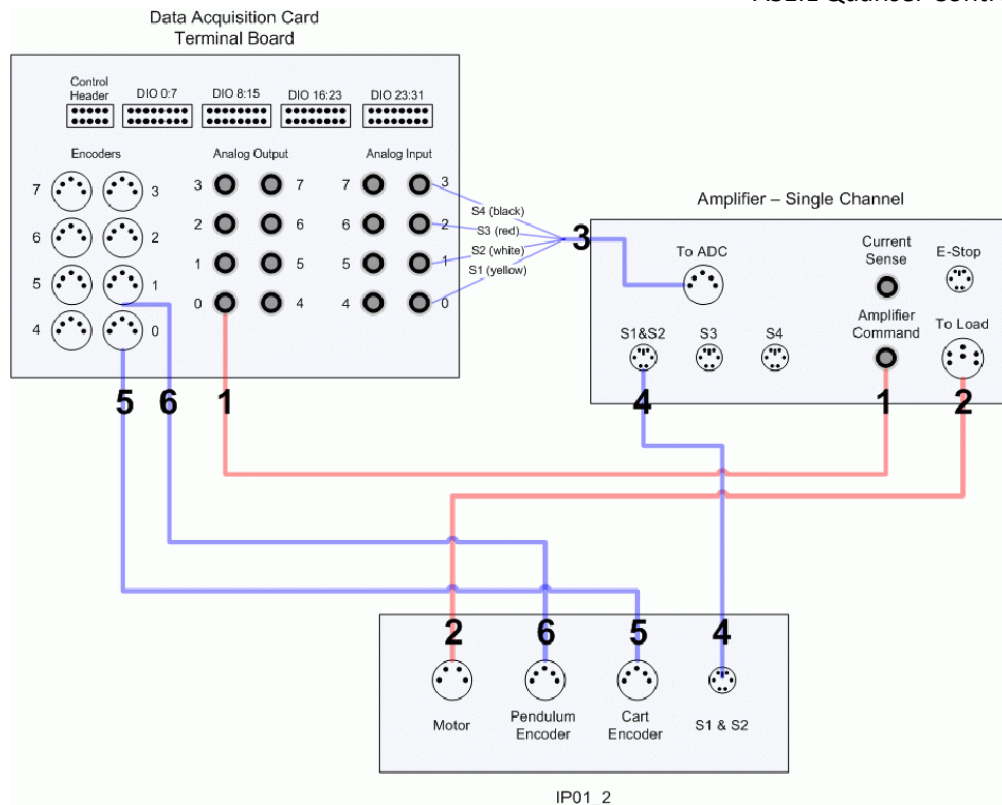 Data Acquisition Card
Terminal Board
Control
Header
DIO 0:7
DIO 8:15
DIO 16:23
DIO 23:31
Encoders
Analog Output
Analog Input
7 3 3 7 7 3
6 2 2 6 6 2
5 1 1 5 5 1
4 0 0 4 4 0
S4 (black)
S3 (red)
S2 (white)
S1 (yellow)
3
Amplifier – Single Channel
To ADC
Current
Sense
E-Stop
Amplifier
Command
To Load
S1&S2
S3
S4
5 6 1
4 1 2
2 6 5 4
Motor
Pendulum
Encoder
Cart
Encoder
S1 & S2
IP01_2